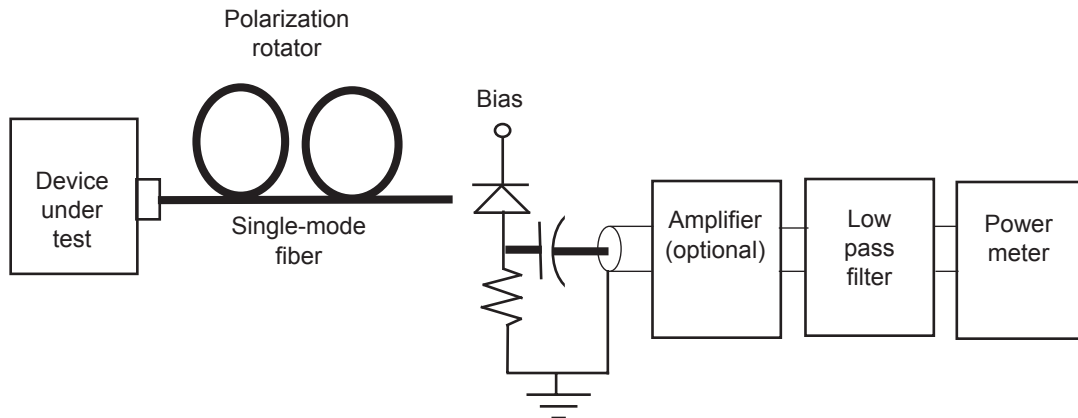 Polarization
rotator
Bias
Device
under
test
Single-mode
fiber
Amplifier
(optional)
Low
pass
filter
Power
meter